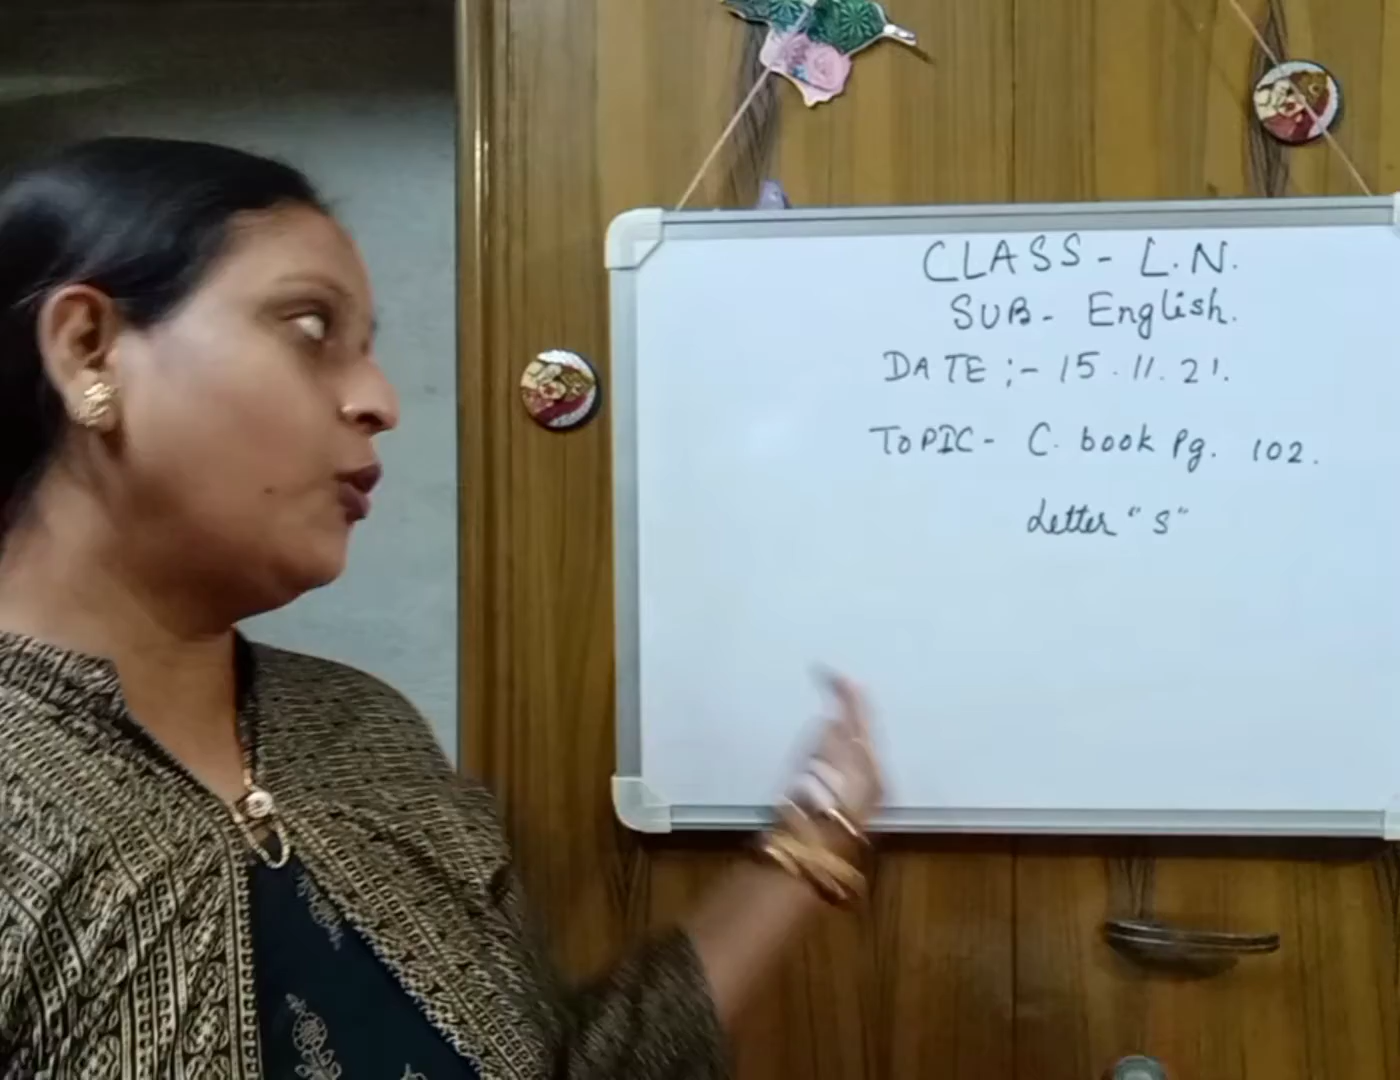 CLASS - L.N.
SUB - English.
DATE :- 15.11.21.
TOPIC - C. book Pg. 102.
Letter "s"